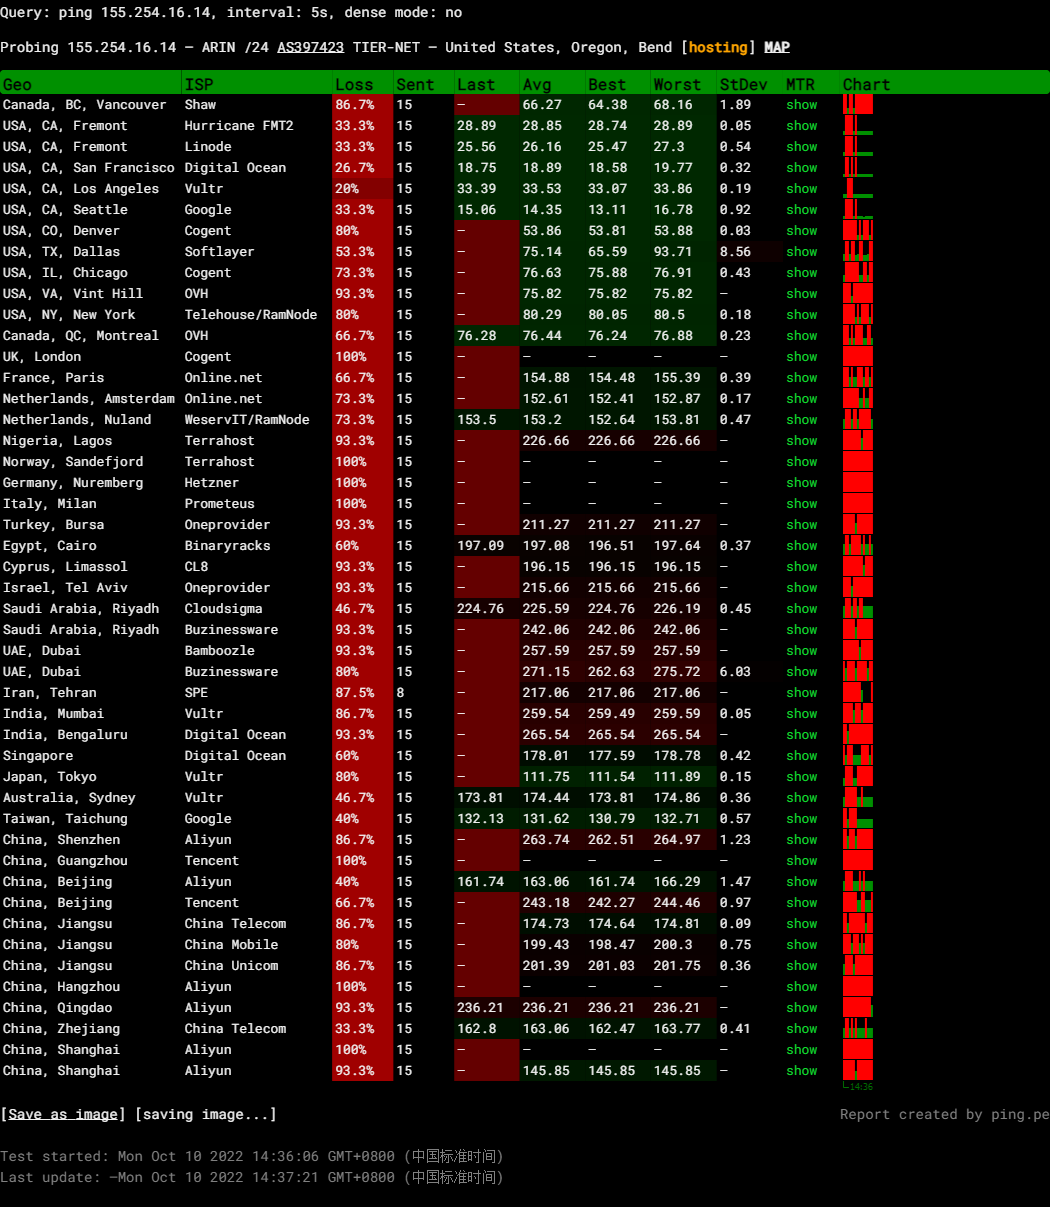 Query: ping 155.254.16.14, interval: 5s, dense mode: no
Probing 155.254.16.14 — ARIN /24 AS397423 TIER-NET — United States, Oregon, Bend [hosting] MAP
Geo ISP Loss Sent Last Avg Best Worst StDev MTR Chart
Canada, BC, Vancouver Shaw 86.7% 15 — 66.27 64.38 68.16 1.89 show
USA, CA, Fremont Hurricane FMT2 33.3% 15 28.89 28.85 28.74 28.89 0.05 show
USA, CA, Fremont Linode 33.3% 15 25.56 26.16 25.47 27.3 0.54 show
USA, CA, San Francisco Digital Ocean 26.7% 15 18.75 18.89 18.58 19.77 0.32 show
USA, CA, Los Angeles Vultr 20% 15 33.39 33.53 33.07 33.86 0.19 show
USA, CA, Seattle Google 33.3% 15 15.06 14.35 13.11 16.78 0.92 show
USA, CO, Denver Cogent 80% 15 — 53.86 53.81 53.88 0.03 show
USA, TX, Dallas Softlayer 53.3% 15 — 75.14 65.59 93.71 8.56 show
USA, IL, Chicago Cogent 73.3% 15 — 76.63 75.88 76.91 0.43 show
USA, VA, Vint Hill OVH 93.3% 15 — 75.82 75.82 75.82 — show
USA, NY, New York Telehouse/RamNode 80% 15 — 80.29 80.05 80.5 0.18 show
Canada, QC, Montreal OVH 66.7% 15 76.28 76.44 76.24 76.88 0.23 show
UK, London Cogent 100% 15 — — — — — show
France, Paris Online.net 66.7% 15 — 154.88 154.48 155.39 0.39 show
Netherlands, Amsterdam Online.net 73.3% 15 — 152.61 152.41 152.87 0.17 show
Netherlands, Nuland WeservIT/RamNode 73.3% 15 153.5 153.2 152.64 153.81 0.47 show
Nigeria, Lagos Terrahost 93.3% 15 — 226.66 226.66 226.66 — show
Norway, Sandefjord Terrahost 100% 15 — — — — — show
Germany, Nuremberg Hetzner 100% 15 — — — — — show
Italy, Milan Prometeus 100% 15 — — — — — show
Turkey, Bursa Oneprovider 93.3% 15 — 211.27 211.27 211.27 — show
Egypt, Cairo Binaryracks 60% 15 197.09 197.08 196.51 197.64 0.37 show
Cyprus, Limassol CL8 93.3% 15 — 196.15 196.15 196.15 — show
Israel, Tel Aviv Oneprovider 93.3% 15 — 215.66 215.66 215.66 — show
Saudi Arabia, Riyadh Cloudsigma 46.7% 15 224.76 225.59 224.76 226.19 0.45 show
Saudi Arabia, Riyadh Buzinessware 93.3% 15 — 242.06 242.06 242.06 — show
UAE, Dubai Bamboozle 93.3% 15 — 257.59 257.59 257.59 — show
UAE, Dubai Buzinessware 80% 15 — 271.15 262.63 275.72 6.03 show
Iran, Tehran SPE 87.5% 8 — 217.06 217.06 217.06 — show
India, Mumbai Vultr 86.7% 15 — 259.54 259.49 259.59 0.05 show
India, Bengaluru Digital Ocean 93.3% 15 — 265.54 265.54 265.54 — show
Singapore Digital Ocean 60% 15 — 178.01 177.59 178.78 0.42 show
Japan, Tokyo Vultr 80% 15 — 111.75 111.54 111.89 0.15 show
Australia, Sydney Vultr 46.7% 15 173.81 174.44 173.81 174.86 0.36 show
Taiwan, Taichung Google 40% 15 132.13 131.62 130.79 132.71 0.57 show
China, Shenzhen Aliyun 86.7% 15 — 263.74 262.51 264.97 1.23 show
China, Guangzhou Tencent 100% 15 — — — — — show
China, Beijing Aliyun 40% 15 161.74 163.06 161.74 166.29 1.47 show
China, Beijing Tencent 66.7% 15 — 243.18 242.27 244.46 0.97 show
China, Jiangsu China Telecom 86.7% 15 — 174.73 174.64 174.81 0.09 show
China, Jiangsu China Mobile 80% 15 — 199.43 198.47 200.3 0.75 show
China, Jiangsu China Unicom 86.7% 15 — 201.39 201.03 201.75 0.36 show
China, Hangzhou Aliyun 100% 15 — — — — — show
China, Qingdao Aliyun 93.3% 15 236.21 236.21 236.21 236.21 — show
China, Zhejiang China Telecom 33.3% 15 162.8 163.06 162.47 163.77 0.41 show
China, Shanghai Aliyun 100% 15 — — — — — show
China, Shanghai Aliyun 93.3% 15 — 145.85 145.85 145.85 — show
14:36
[Save as image] [saving image...] Report created by ping.pe
Test started: Mon Oct 10 2022 14:36:06 GMT+0800 (中国标准时间)
Last update: —Mon Oct 10 2022 14:37:21 GMT+0800 (中国标准时间)